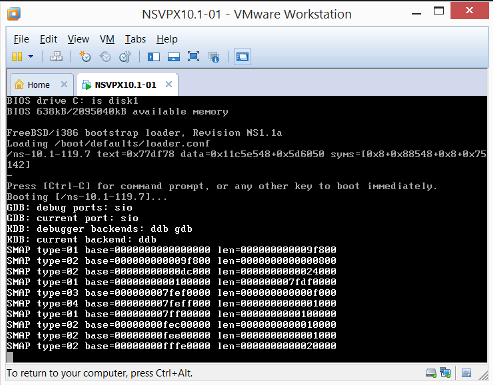 NSVPX10.1-01 - VMware Workstation
File Edit View VM Tabs Help
Home NSVPX10.1-01
BIOS drive C: is disk1
BIOS 638kB/2095040kB available memory
FreeBSD/i386 bootstrap loader, Revision NS1.1a
Loading /boot/defaults/loader.conf
/ns-10.1-119.7 text=0x77df78 data=0x11c5e548+0x5d6050 syms=[0x8+0x88548+0x8+0x75
142]
-
Press [Ctrl-C] for command prompt, or any other key to boot immediately.
Booting [/ns-10.1-119.7]...
GDB: debug ports: sio
GDB: current port: sio
KDB: debugger backends: ddb gdb
KDB: current backend: ddb
SMAP type=01 base=0000000000000000 len=000000000009f800
SMAP type=02 base=000000000009f800 len=0000000000000800
SMAP type=02 base=00000000000dc000 len=0000000000024000
SMAP type=01 base=0000000000100000 len=000000007fdf0000
SMAP type=03 base=000000007fef0000 len=000000000000f000
SMAP type=04 base=000000007feff000 len=0000000000001000
SMAP type=01 base=000000007ff00000 len=0000000000100000
SMAP type=02 base=00000000fec00000 len=0000000000010000
SMAP type=02 base=00000000fee00000 len=0000000000001000
SMAP type=02 base=00000000fffe0000 len=0000000000020000
To return to your computer, press Ctrl+Alt.